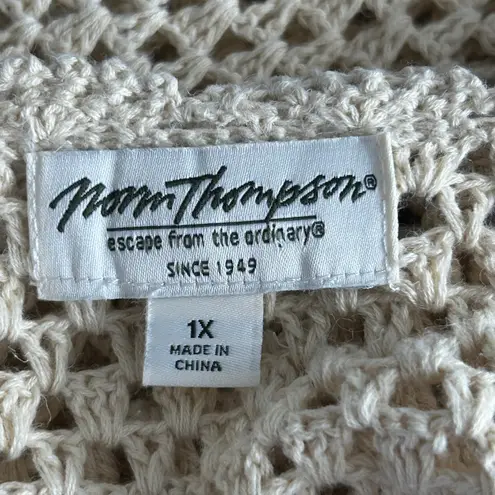 Norm Thompson®
escape from the ordinary®
SINCE 1949
1X
MADE IN
CHINA